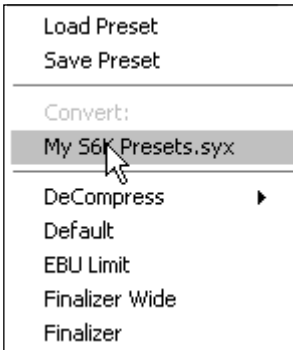 Load Preset
Save Preset
Convert:
My S6K Presets.syx
DeCompress
Default
EBU Limit
Finalizer Wide
Finalizer